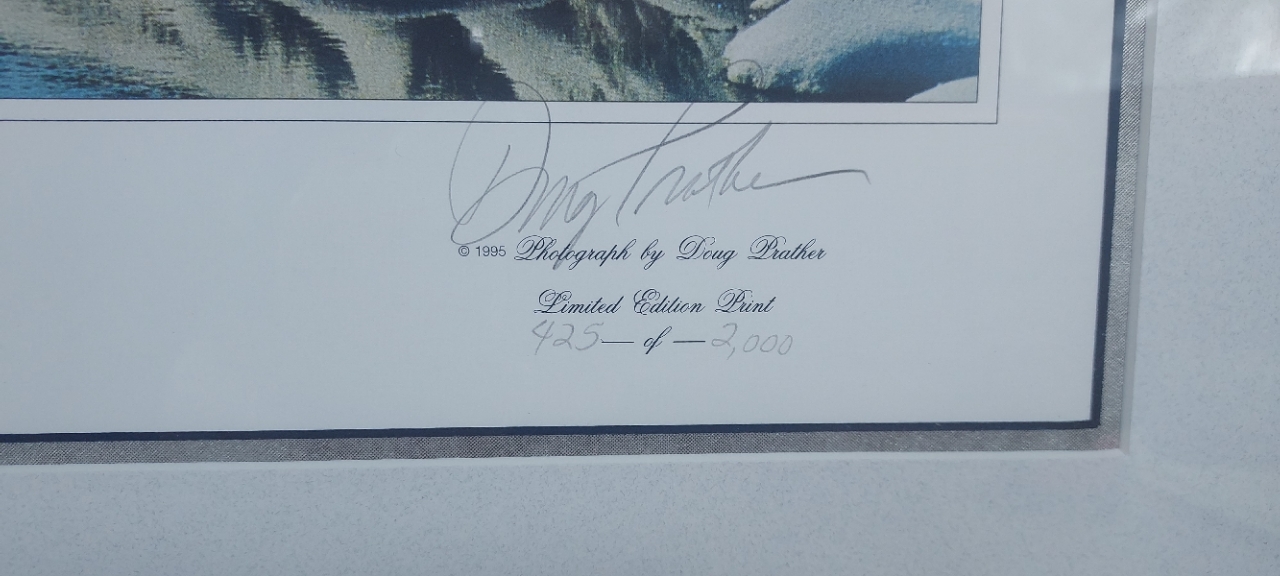 Doug Prather
© 1995 Photograph by Doug Prather
Limited Edition Print
425 — of — 2,000